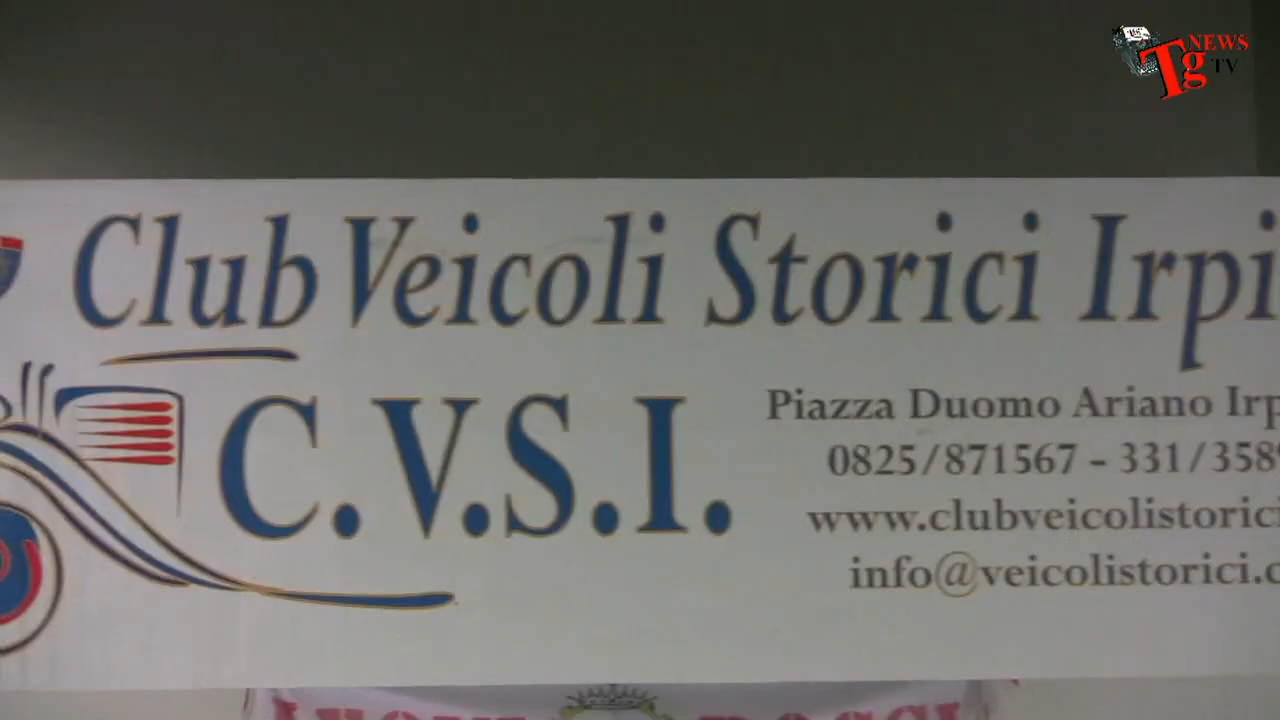 Tg NEWS
TV
Club Veicoli Storici Irpi
C.V.S.I.
Piazza Duomo Ariano Irp
0825/871567 - 331/358
www.clubveicolistorici
info@veicolistorici.c